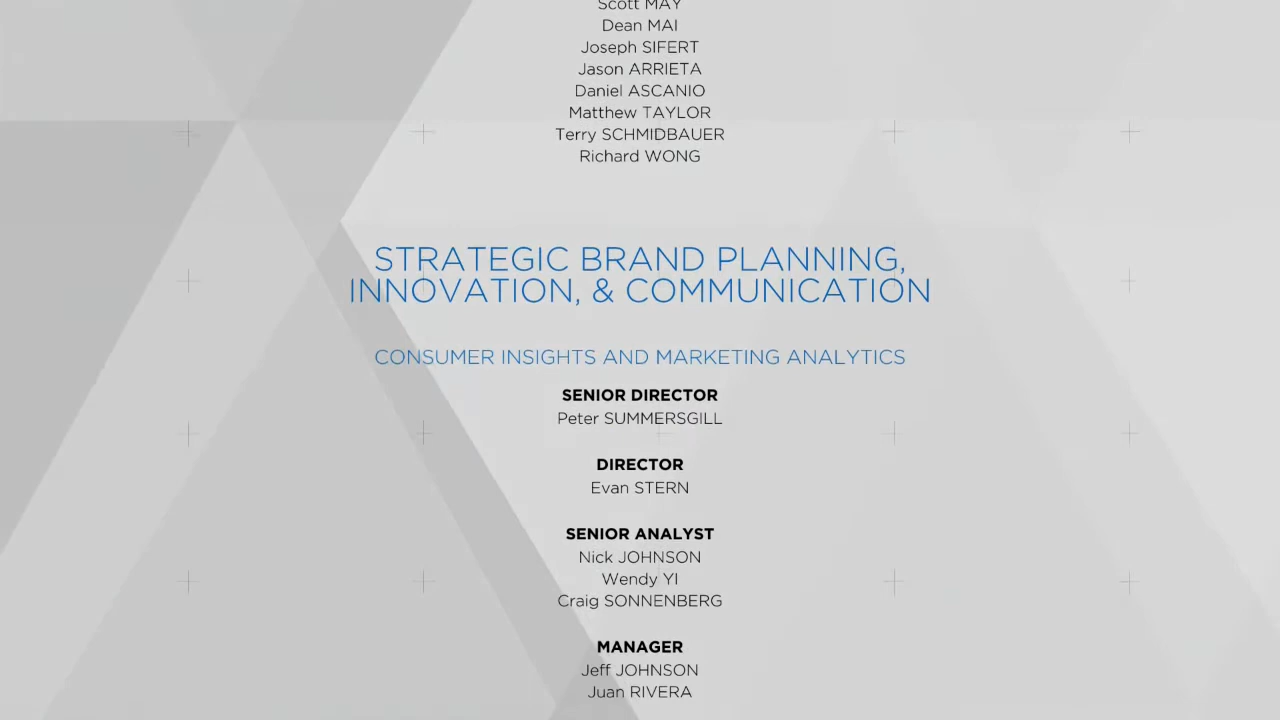 Scott MAY
Dean MAI
Joseph SIFERT
Jason ARRIETA
Daniel ASCANIO
Matthew TAYLOR
Terry SCHMIDBAUER
Richard WONG
STRATEGIC BRAND PLANNING,
INNOVATION, & COMMUNICATION
CONSUMER INSIGHTS AND MARKETING ANALYTICS
SENIOR DIRECTOR
Peter SUMMERSGILL
DIRECTOR
Evan STERN
SENIOR ANALYST
Nick JOHNSON
Wendy YI
Craig SONNENBERG
MANAGER
Jeff JOHNSON
Juan RIVERA